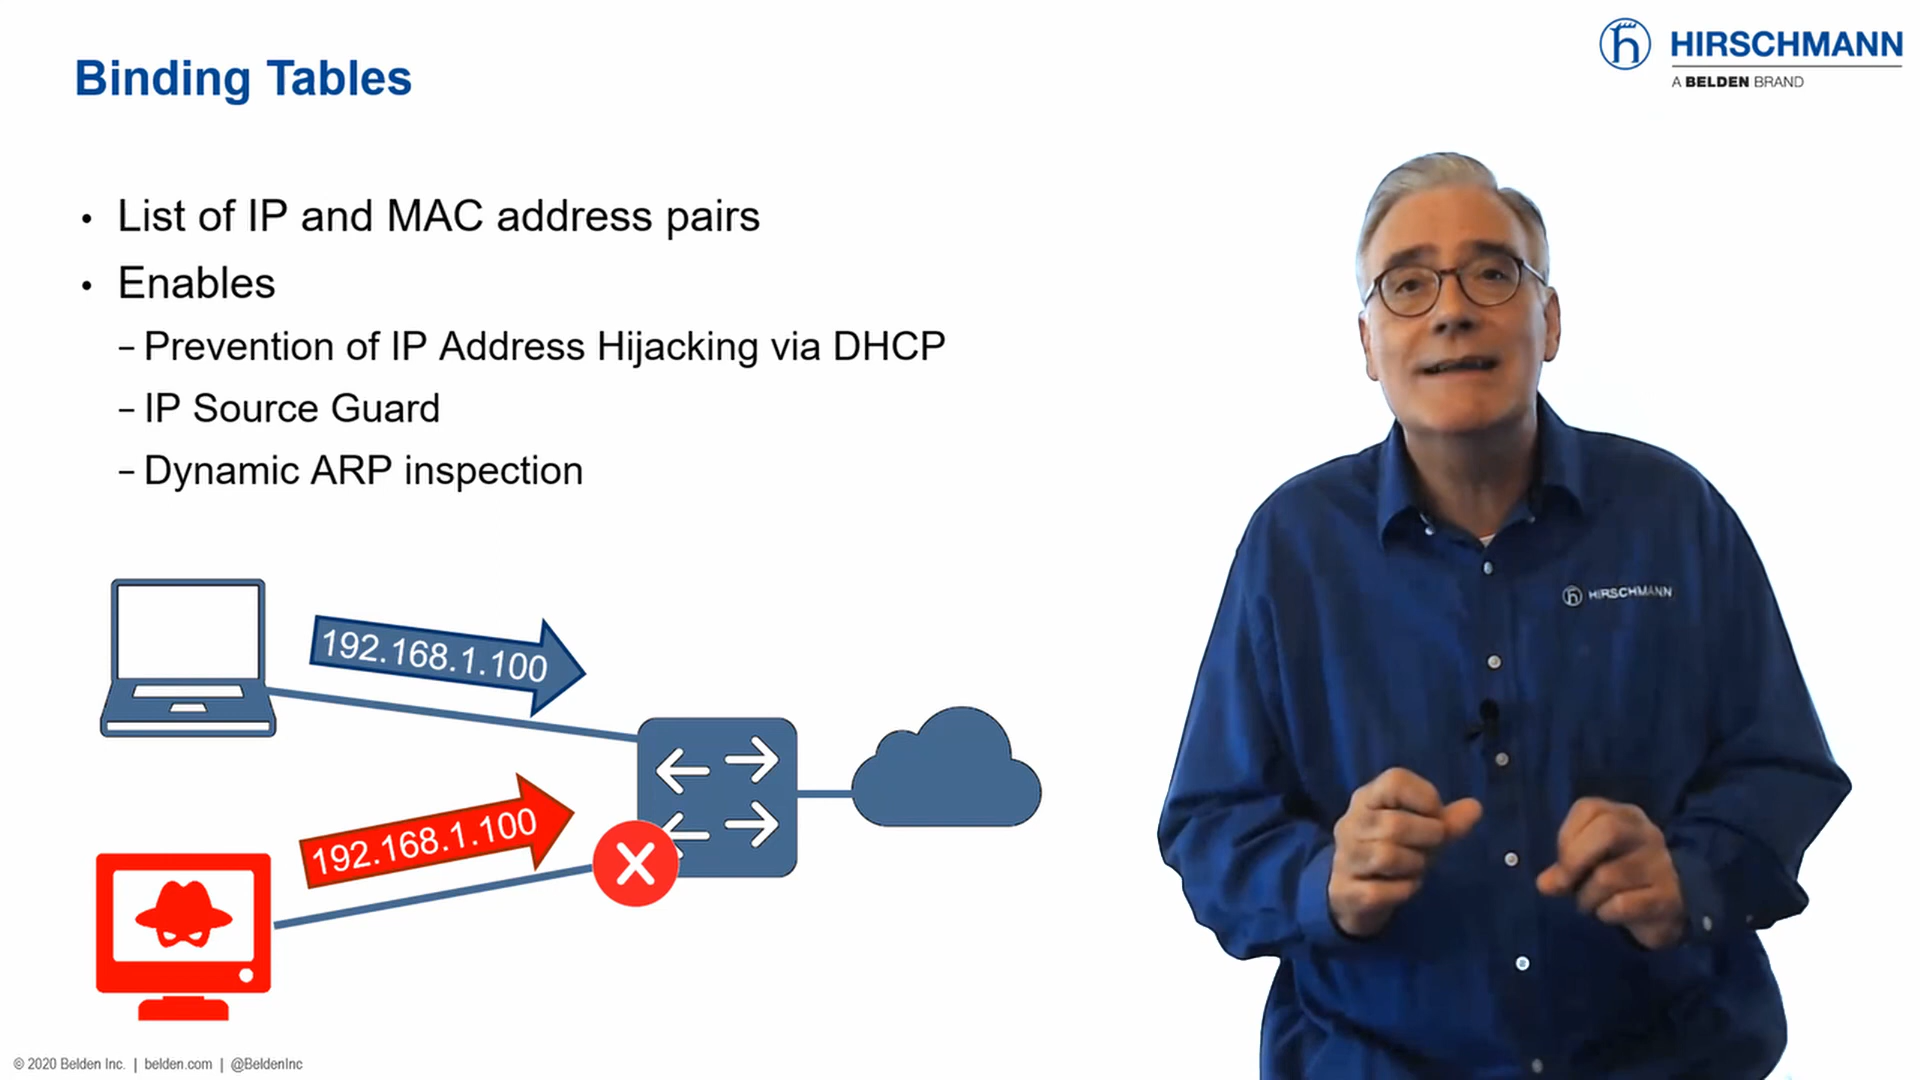 Binding Tables
HIRSCHMANN
A BELDEN BRAND
• List of IP and MAC address pairs
• Enables
– Prevention of IP Address Hijacking via DHCP
– IP Source Guard
– Dynamic ARP inspection
192.168.1.100
192.168.1.100
HIRSCHMANN
© 2020 Belden Inc. | belden.com | @BeldenInc